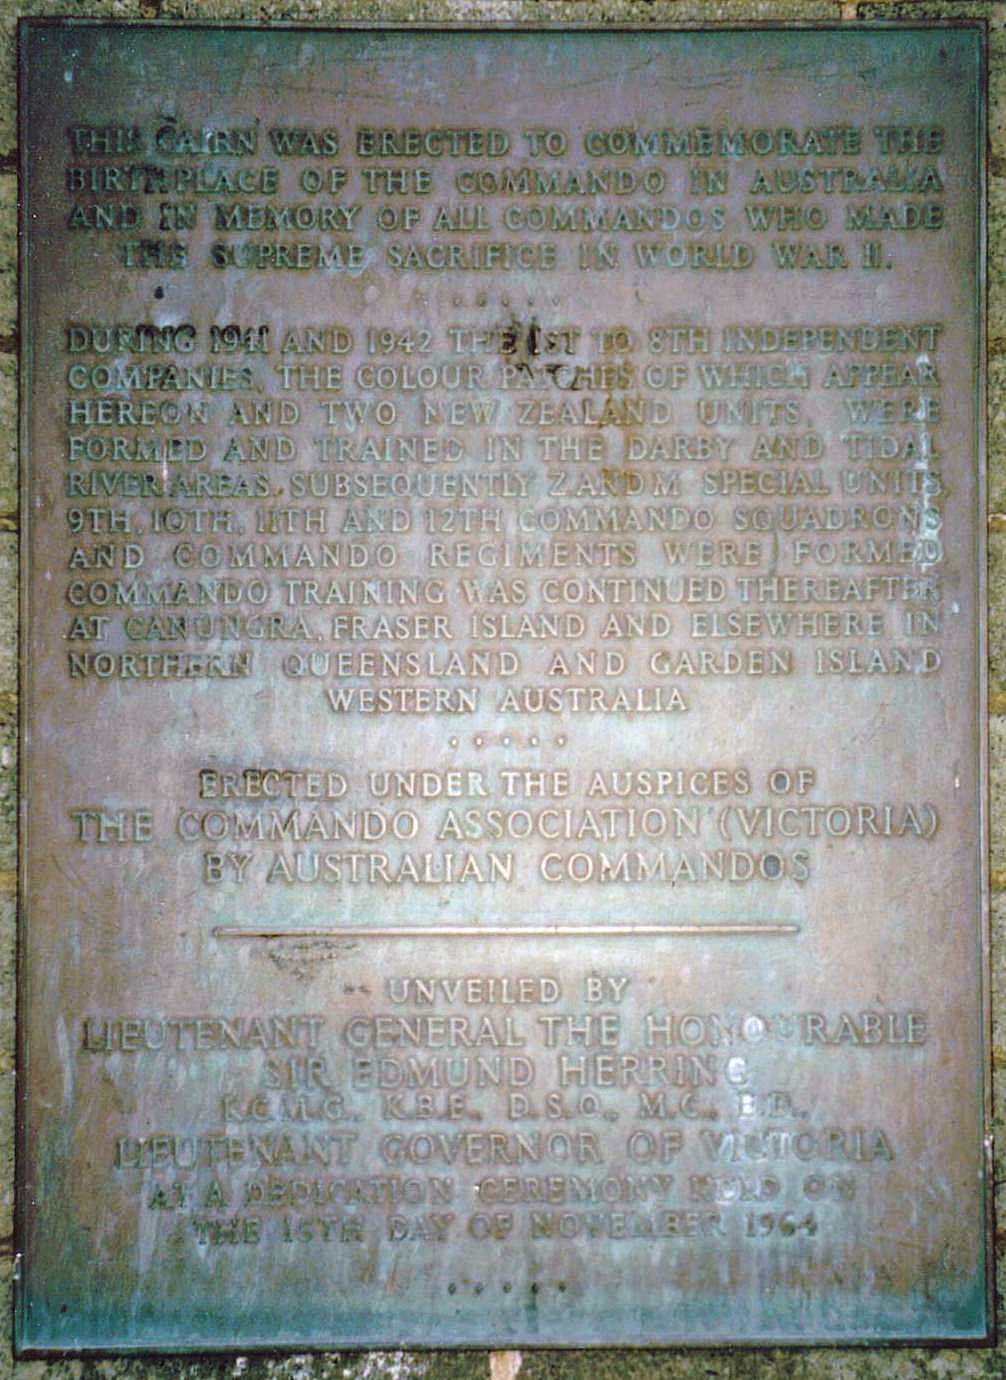 THIS CAIRN WAS ERECTED TO COMMEMORATE THE
BIRTHPLACE OF THE COMMANDO IN AUSTRALIA
AND IN MEMORY OF ALL COMMANDOS WHO MADE
THE SUPREME SACRIFICE IN WORLD WAR II.
.....
DURING 1941 AND 1942 THE 1ST TO 8TH INDEPENDENT
COMPANIES, THE COLOUR PATCHES OF WHICH APPEAR
HEREON AND TWO NEW ZEALAND UNITS, WERE
FORMED AND TRAINED IN THE DARBY AND TIDAL
RIVER AREAS. SUBSEQUENTLY Z AND M SPECIAL UNITS,
9TH, 10TH, 11TH AND 12TH COMMANDO SQUADRONS
AND COMMANDO REGIMENTS WERE FORMED.
COMMANDO TRAINING WAS CONTINUED THEREAFTER
AT CANUNGRA, FRASER ISLAND AND ELSEWHERE IN
NORTHERN QUEENSLAND AND GARDEN ISLAND
WESTERN AUSTRALIA
.....
ERECTED UNDER THE AUSPICES OF
THE COMMANDO ASSOCIATION (VICTORIA)
BY AUSTRALIAN COMMANDOS
UNVEILED BY
LIEUTENANT GENERAL THE HONOURABLE
SIR EDMUND HERRING
K.C.M.G., K.B.E., D.S.O., M.C., E.D.,
LIEUTENANT GOVERNOR OF VICTORIA
AT A DEDICATION CEREMONY HELD ON
THE 15TH DAY OF NOVEMBER 1964
.....